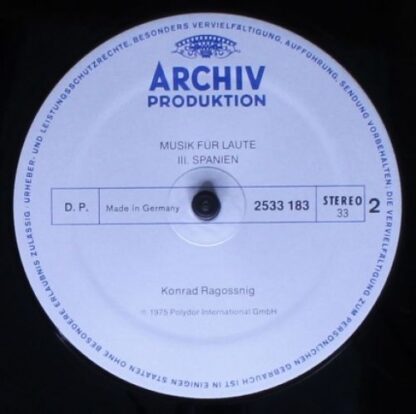 ARCHIV
PRODUKTION
MUSIK FÜR LAUTE
III. SPANIEN
D. P. Made in Germany 2533 183 STEREO 33 2
Konrad Ragossnig
℗ 1975 Polydor International GmbH
URHEBER- UND LEISTUNGSSCHUTZRECHTE, BESONDERS VERVIELFÄLTIGUNG, AUFFÜHRUNG, SENDUNG VORBEHALTEN; DIE VERVIELFÄLTIGUNG ZUM PERSÖNLICHEN GEBRAUCH IST IN EINIGEN STAATEN OHNE BESONDERE ERLAUBNIS ZULÄSSIG ·